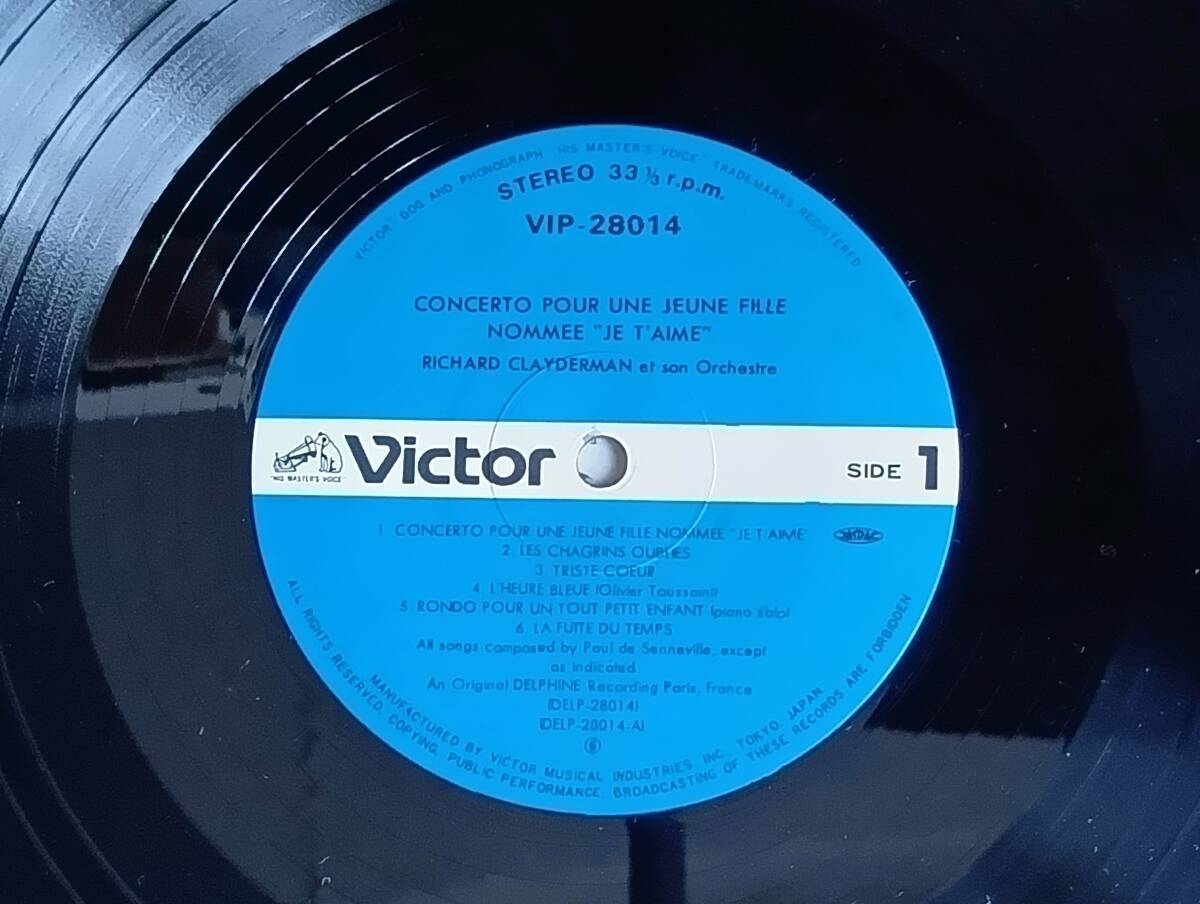 "VICTOR" DOG AND PHONOGRAPH "HIS MASTER'S VOICE" TRADEMARKS REGISTERED
STEREO 33 ⅓ r.p.m.
VIP-28014
CONCERTO POUR UNE JEUNE FILLE
NOMMEE "JE T'AIME"
RICHARD CLAYDERMAN et son Orchestre
"HIS MASTER'S VOICE"
Victor
SIDE 1
1. CONCERTO POUR UNE JEUNE FILLE NOMMEE "JE T'AIME"
JASRAC
2. LES CHAGRINS OUBLIES
3. TRISTE COEUR
4. L'HEURE BLEUE (Olivier Toussaint)
5. RONDO POUR UN TOUT PETIT ENFANT (piano solo)
6. LA FUITE DU TEMPS
All songs composed by Paul de Senneville, except
as indicated
An Original DELPHINE Recording Paris, France
(DELP-28014)
(DELP-28014-A)
6
MANUFACTURED BY VICTOR MUSICAL INDUSTRIES INC., TOKYO JAPAN
ALL RIGHTS RESERVED. COPYING, PUBLIC PERFORMANCE, BROADCASTING OF THESE RECORDS ARE FORBIDDEN